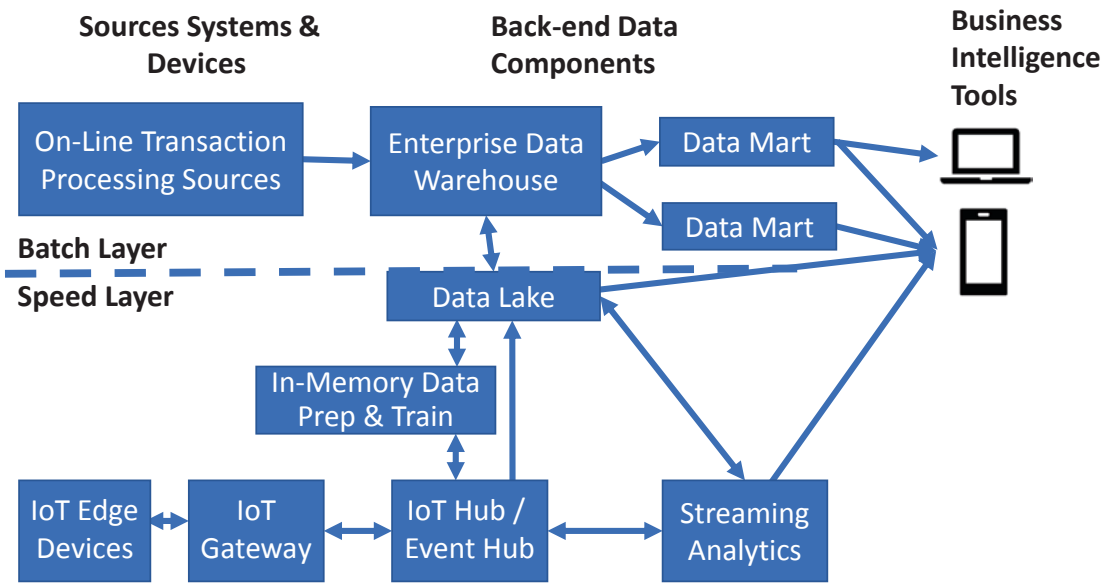 Sources Systems &
Devices
Back-end Data
Components
Business
Intelligence
Tools
On-Line Transaction
Processing Sources
Enterprise Data
Warehouse
Data Mart
Data Mart
Batch Layer
Speed Layer
Data Lake
In-Memory Data
Prep & Train
IoT Edge
Devices
IoT
Gateway
IoT Hub /
Event Hub
Streaming
Analytics